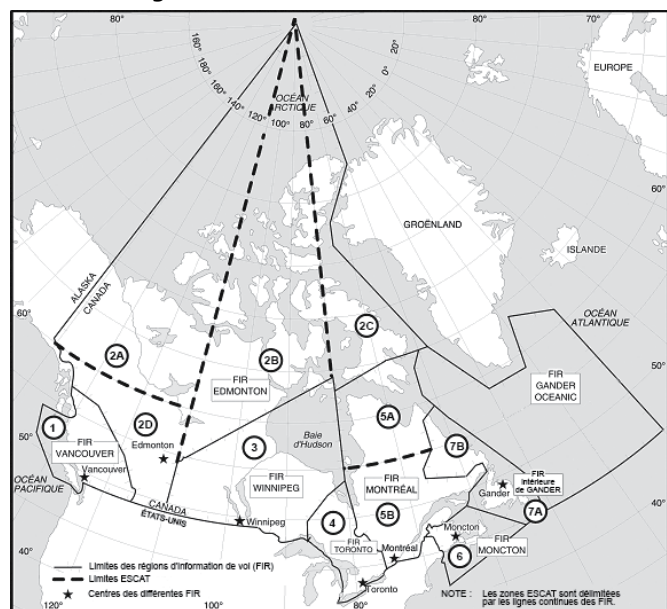 80°
60°
80°
70°
160°
160°
140°
120°
100°
80°
60°
40°
20°
0°
20°
EUROPE
OCÉAN
ARCTIQUE
60°
GROËNLAND
ISLANDE
ALASKA
CANADA
60°
OCÉAN
ATLANTIQUE
2A
2B
2C
FIR
EDMONTON
FIR
GANDER
OCEANIC
50°
1
2D
5A
Edmonton
3
Baie
d'Hudson
7B
FIR
VANCOUVER
Vancouver
FIR
WINNIPEG
FIR
MONTRÉAL
Gander
FIR
Intérieure
de GANDER
50°
OCÉAN
PACIFIQUE
CANADA
ÉTATS-UNIS
Winnipeg
4
5B
7A
40°
FIR
TORONTO
Montréal
Moncton
6
FIR
MONCTON
40°
Toronto
Limites des régions d'information de vol (FIR)
Limites ESCAT
Centres des différentes FIR
NOTE : Les zones ESCAT sont délimitées
par les lignes continues des FIR.
120°
100°
80°
60°